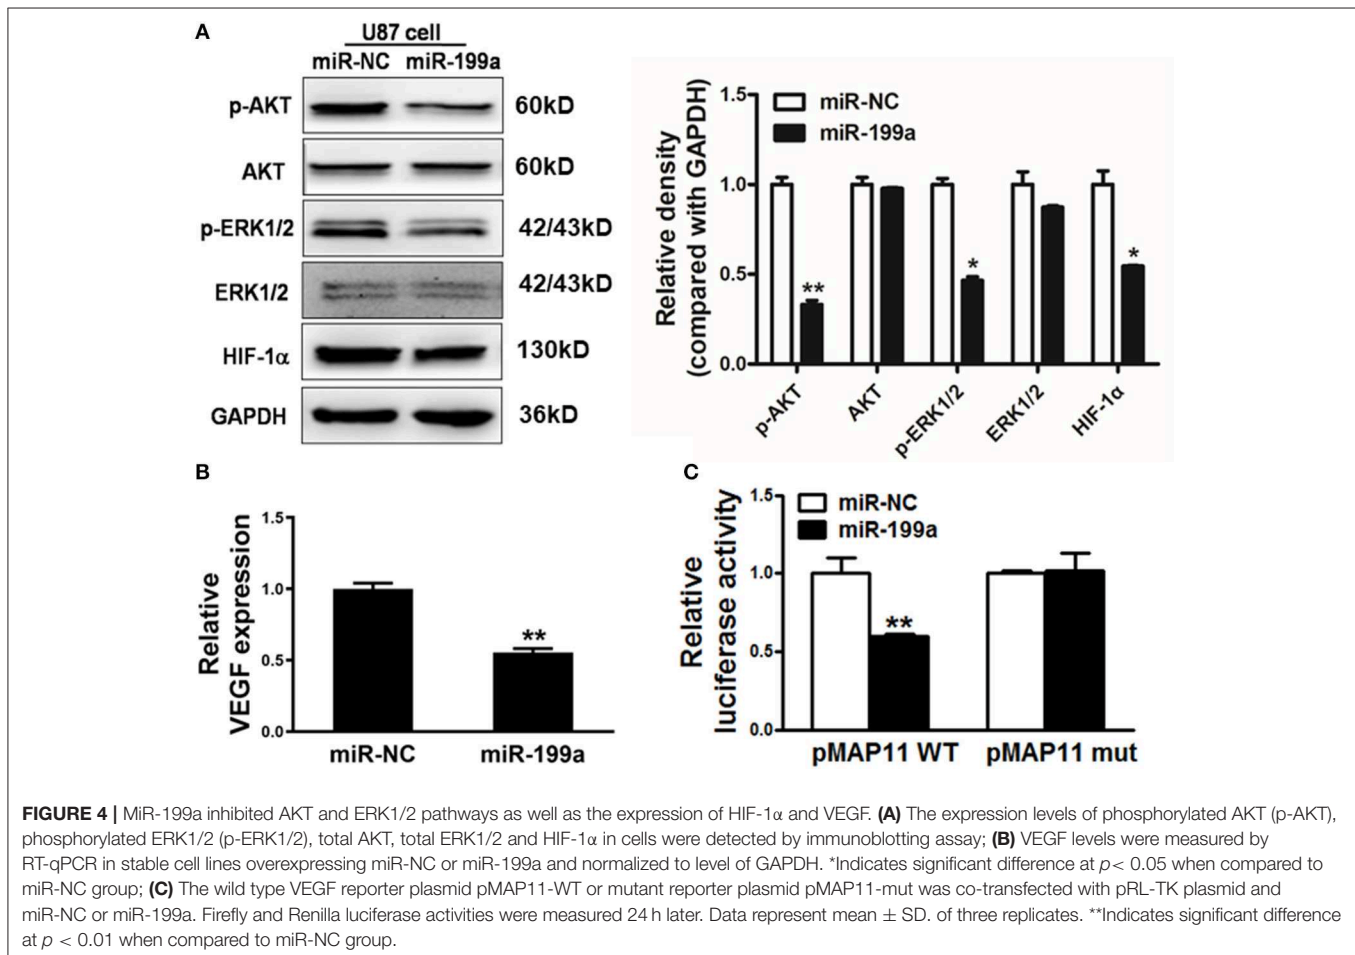 A
U87 cell
miR-NC miR-199a
p-AKT 60kD
AKT 60kD
p-ERK1/2 42/43kD
ERK1/2 42/43kD
HIF-1α 130kD
GAPDH 36kD
Relative density
(compared with GAPDH)
1.5
1.0
0.5
0.0
miR-NC
miR-199a
**
*
*
p-AKT
AKT
p-ERK1/2
ERK1/2
HIF-1α
B
Relative
VEGF expression
1.5
1.0
0.5
0.0
**
miR-NC miR-199a
C
Relative
luciferase activity
1.5
1.0
0.5
0.0
miR-NC
miR-199a
**
pMAP11 WT pMAP11 mut
FIGURE 4 | MiR-199a inhibited AKT and ERK1/2 pathways as well as the expression of HIF-1α and VEGF. (A) The expression levels of phosphorylated AKT (p-AKT),
phosphorylated ERK1/2 (p-ERK1/2), total AKT, total ERK1/2 and HIF-1α in cells were detected by immunoblotting assay; (B) VEGF levels were measured by
RT-qPCR in stable cell lines overexpressing miR-NC or miR-199a and normalized to level of GAPDH. *Indicates significant difference at p< 0.05 when compared to
miR-NC group; (C) The wild type VEGF reporter plasmid pMAP11-WT or mutant reporter plasmid pMAP11-mut was co-transfected with pRL-TK plasmid and
miR-NC or miR-199a. Firefly and Renilla luciferase activities were measured 24 h later. Data represent mean ± SD. of three replicates. **Indicates significant difference
at p < 0.01 when compared to miR-NC group.